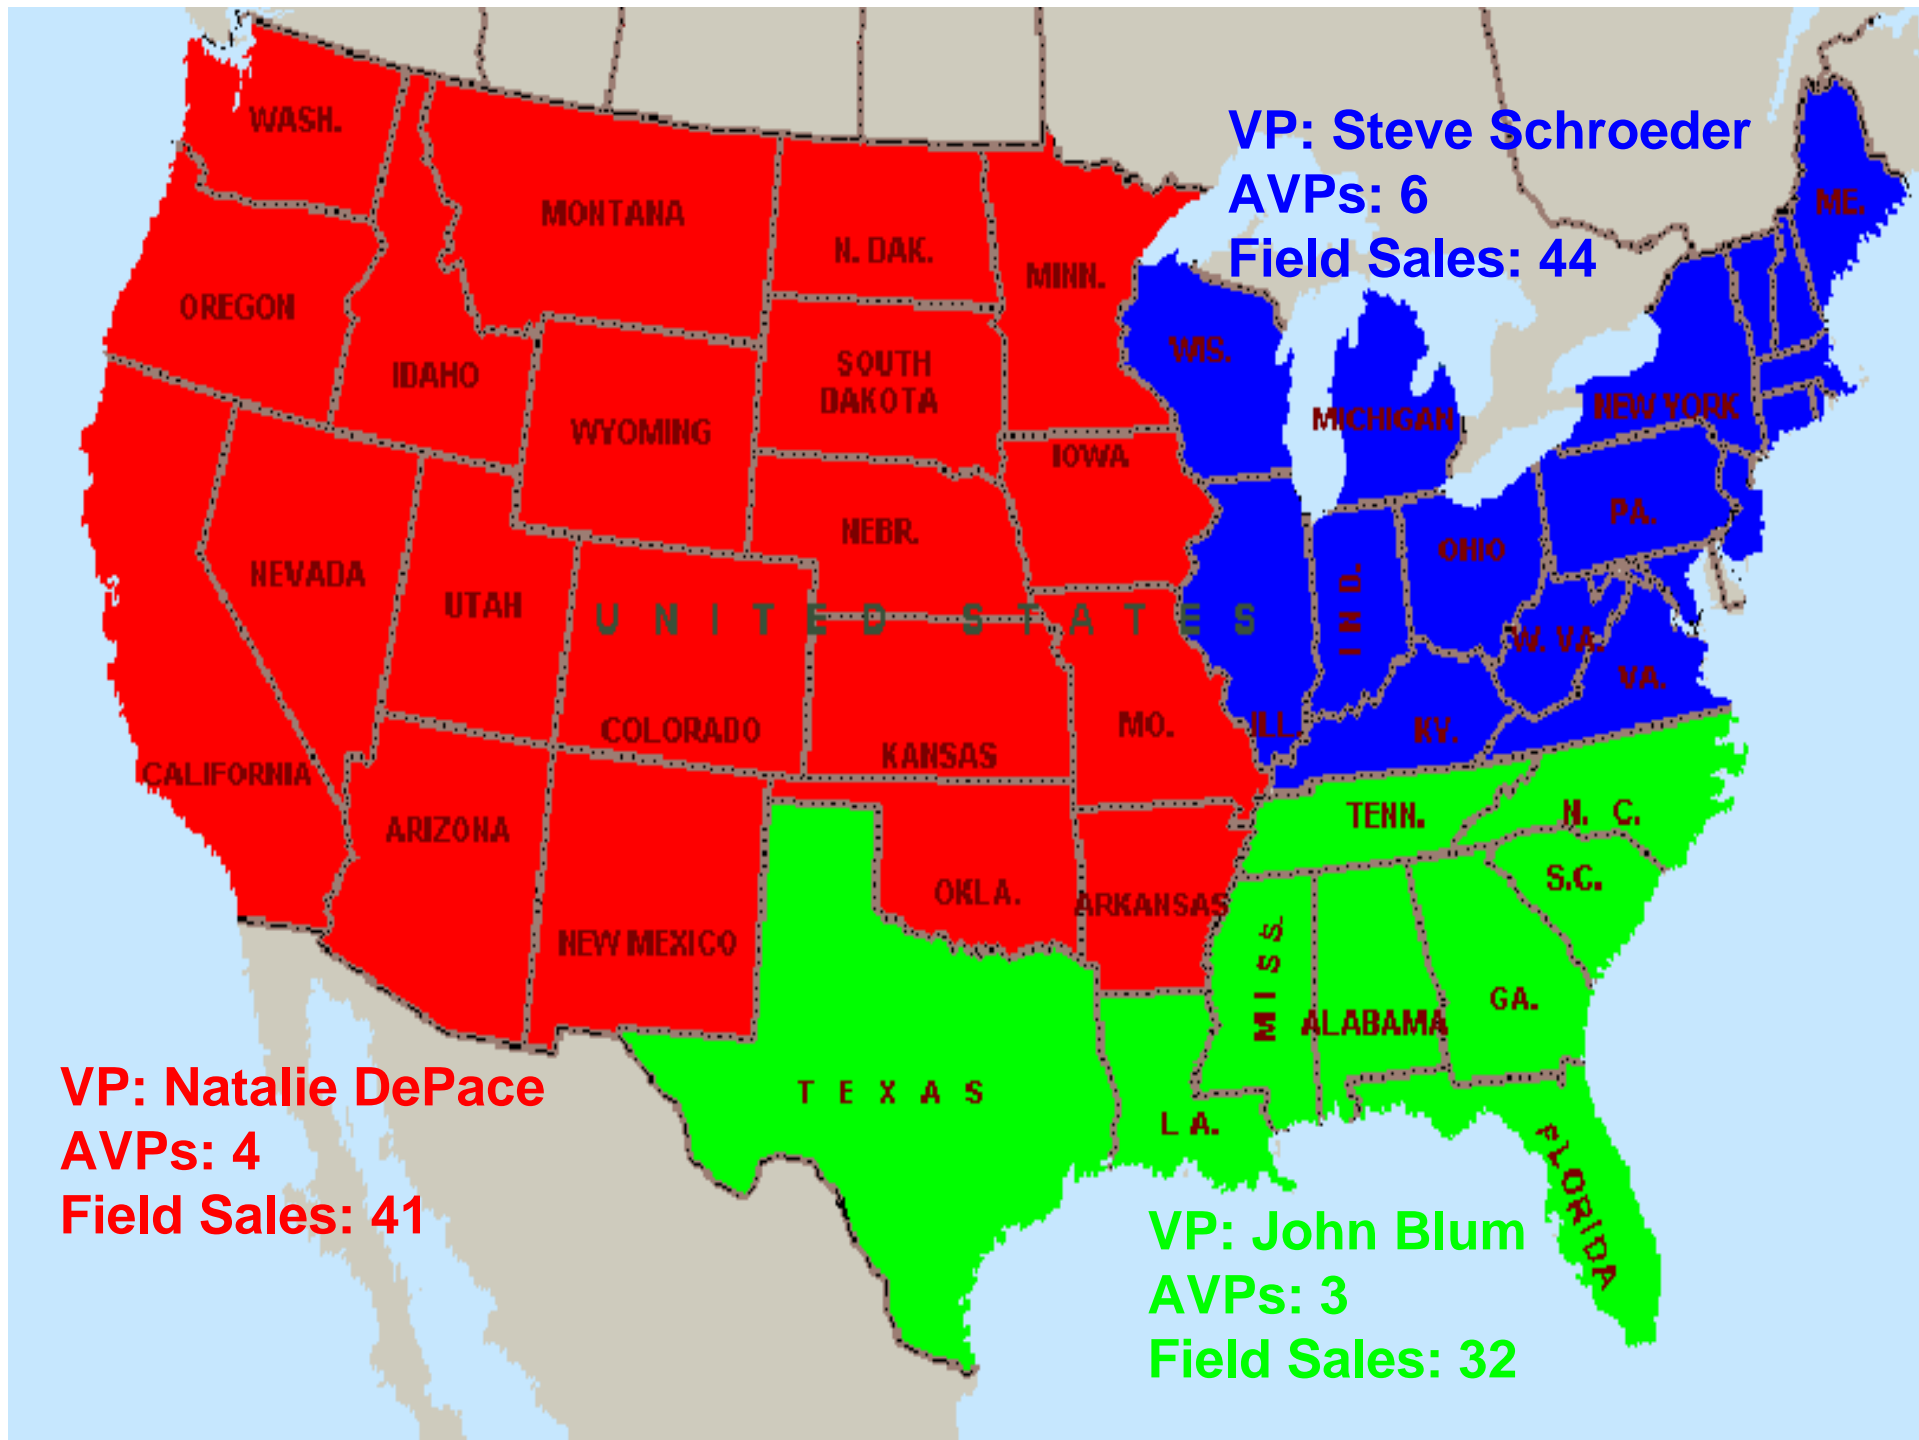 VP: Steve Schroeder
AVPs: 6
Field Sales: 44
WASH.
MONTANA
N. DAK.
MINN.
ME.
OREGON
IDAHO
SOUTH
DAKOTA
WIS.
WYOMING
MICHIGAN
NEW YORK
IOWA
NEBR.
PA.
OHIO
NEVADA
UTAH
IND.
UNITED STATES
W. VA.
VA.
COLORADO
KANSAS
MO.
ILL.
KY.
CALIFORNIA
ARIZONA
TENN.
N. C.
OKLA.
ARKANSAS
S.C.
NEW MEXICO
MISS.
ALABAMA
GA.
TEXAS
LA.
FLORIDA
VP: Natalie DePace
AVPs: 4
Field Sales: 41
VP: John Blum
AVPs: 3
Field Sales: 32